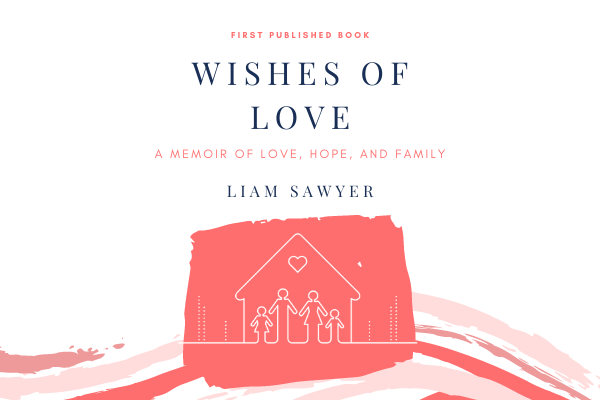 FIRST PUBLISHED BOOK
WISHES OF
LOVE
A MEMOIR OF LOVE, HOPE, AND FAMILY
LIAM SAWYER